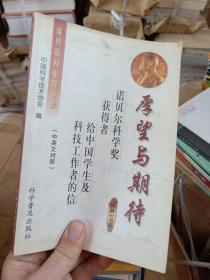 厚望与期待
诺贝尔科学奖
获得者
给中国学生及
科技工作者的信
（中英文对照）
中国科学技术协会 编
科学普及出版社